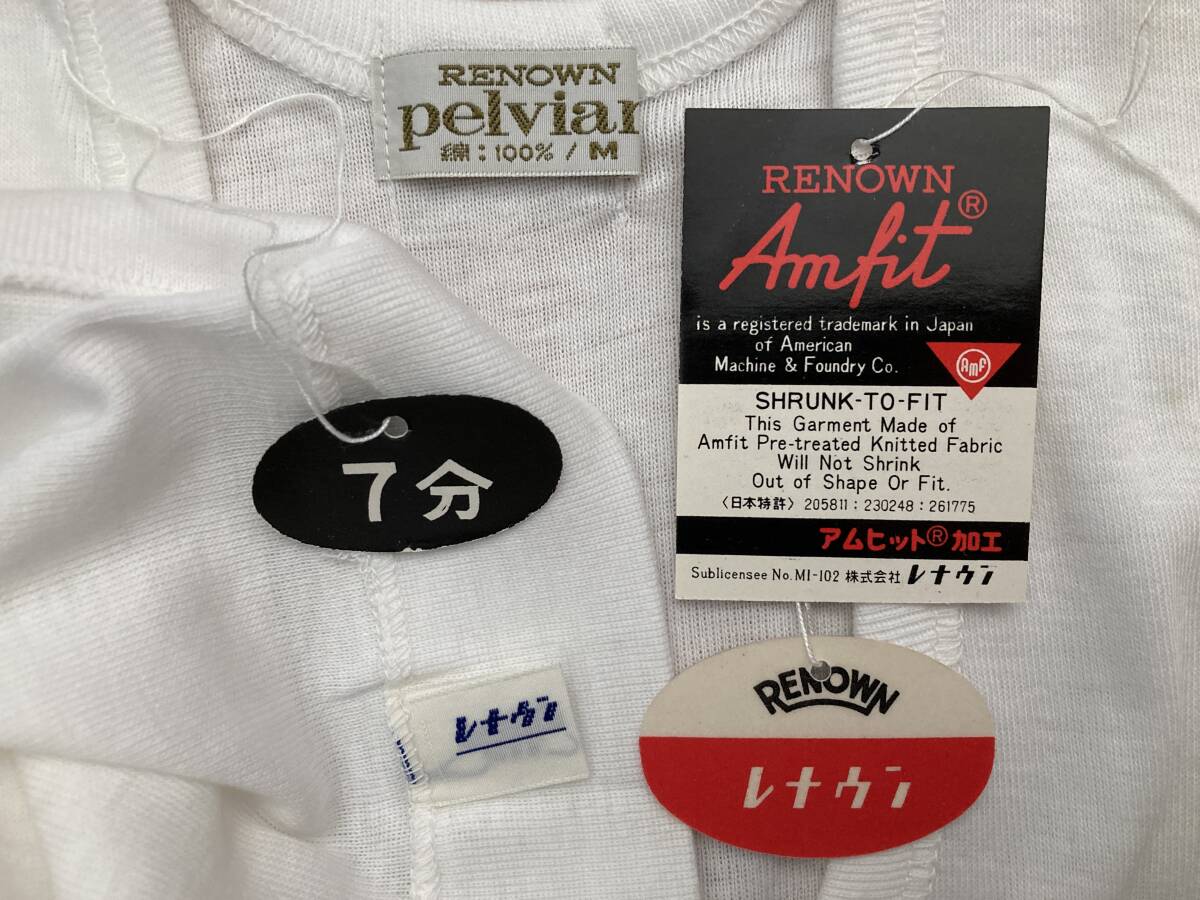 RENOWN
pelvian
綿:100%/M
RENOWN
Amfit®
is a registered trademark in Japan
of American
Machine & Foundry Co.
AMF
SHRUNK-TO-FIT
This Garment Made of
Amfit Pre-treated Knitted Fabric
Will Not Shrink
Out of Shape Or Fit.
〈日本特許〉205811:230248:261775
アムヒット®加工
Sublicensee No.MI-102 株式会社 レナウン
7分
レナウン
RENOWN
レナウン